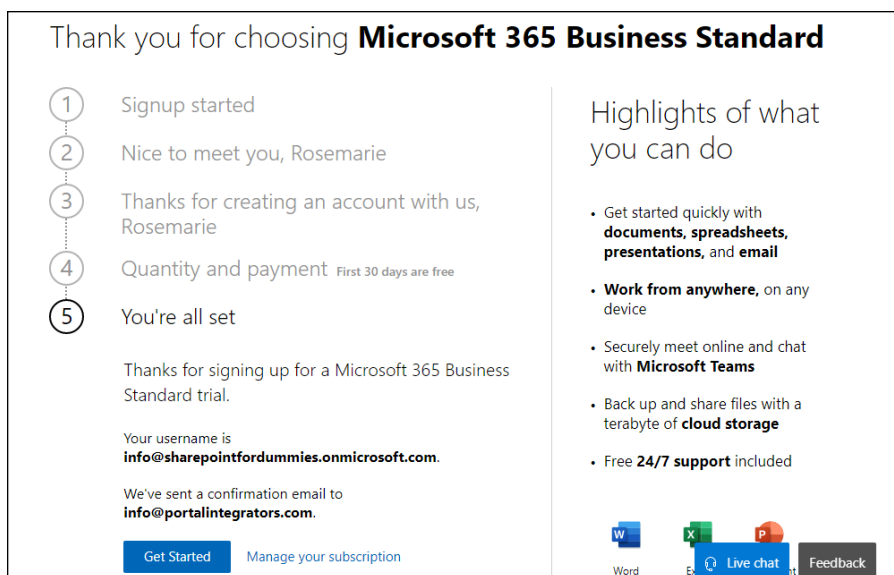 Thank you for choosing Microsoft 365 Business Standard
1
Signup started
2
Nice to meet you, Rosemarie
3
Thanks for creating an account with us,
Rosemarie
4
Quantity and payment First 30 days are free
5
You're all set
Thanks for signing up for a Microsoft 365 Business
Standard trial.
Your username is
info@sharepointfordummies.onmicrosoft.com.
We've sent a confirmation email to
info@portalintegrators.com.
Get Started Manage your subscription
Highlights of what
you can do
• Get started quickly with
documents, spreadsheets,
presentations, and email
• Work from anywhere, on any
device
• Securely meet online and chat
with Microsoft Teams
• Back up and share files with a
terabyte of cloud storage
• Free 24/7 support included
W
X
P
Word
Live chat
Feedback